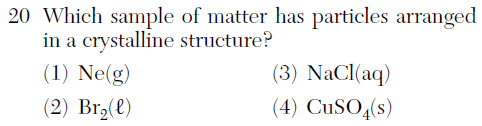 20 Which sample of matter has particles arranged
in a crystalline structure?
(1) Ne(g) (3) NaCl(aq)
(2) Br₂(ℓ) (4) CuSO₄(s)